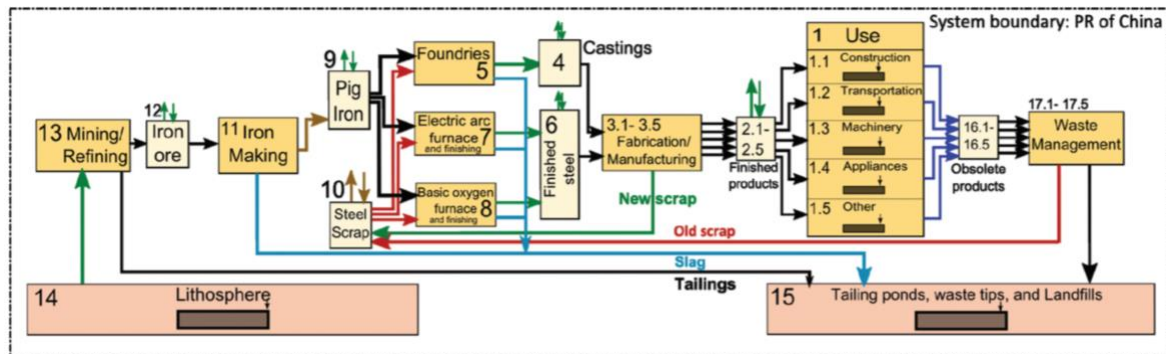 System boundary: PR of China
13 Mining/
Refining
12
Iron
ore
11 Iron
Making
9
Pig
Iron
10
Steel
Scrap
Foundries
5
Electric arc
furnace 7
and finishing
Basic oxygen
furnace 8
and finishing
4
Castings
6
Finished
steel
3.1- 3.5
Fabrication/
Manufacturing
2.1-
2.5
Finished
products
1 Use
1.1 Construction
1.2 Transportation
1.3 Machinery
1.4 Appliances
1.5 Other
16.1-
16.5
Obsolete
products
17.1- 17.5
Waste
Management
New scrap
Old scrap
Slag
Tailings
14 Lithosphere
15 Tailing ponds, waste tips, and Landfills